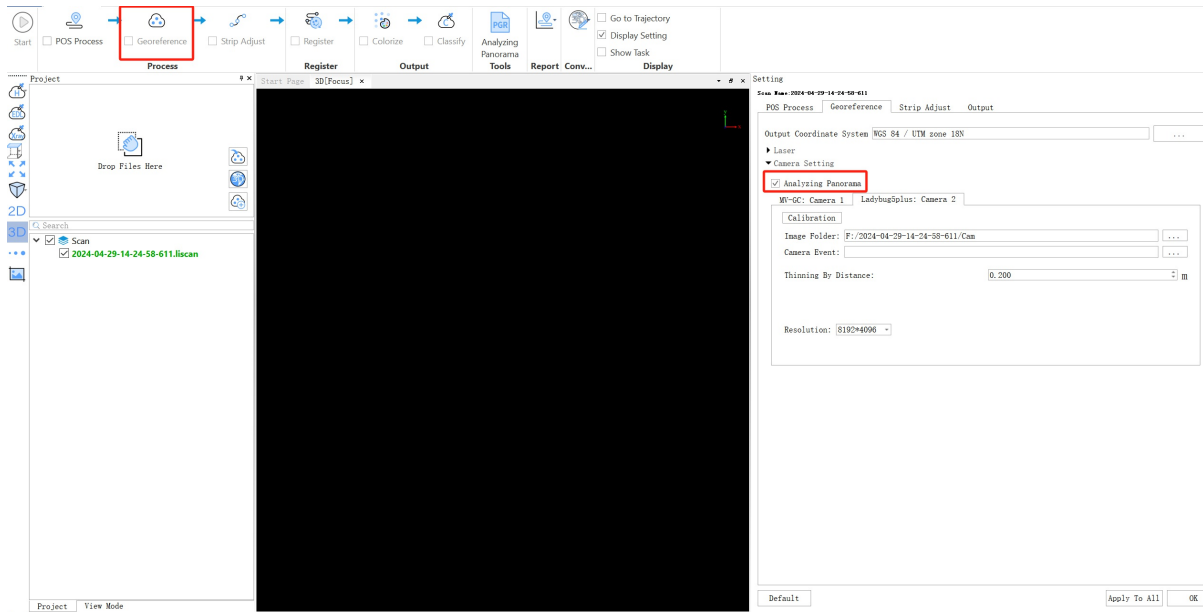 Start
POS Process
Georeference
Strip Adjust
Process
Register
Register
Colorize
Classify
Output
PGR
Analyzing
Panorama
Tools
Report
Conv...
Go to Trajectory
Display Setting
Show Task
Display
Project
H
EDL
Xray
2D
3D
Drop Files Here
Search
Scan
2024-04-29-14-24-58-611.liscan
Project
View Mode
Start Page
3D[Focus]
Setting
Scan Name:2024-04-29-14-24-58-611
POS Process
Georeference
Strip Adjust
Output
Output Coordinate System WGS 84 / UTM zone 18N
...
Laser
Camera Setting
Analyzing Panorama
MV-GC: Camera 1
Ladybug5plus: Camera 2
Calibration
Image Folder: F:/2024-04-29-14-24-58-611/Cam
...
Camera Event:
...
Thinning By Distance:
0.200
m
Resolution: 8192*4096
Default
Apply To All
OK